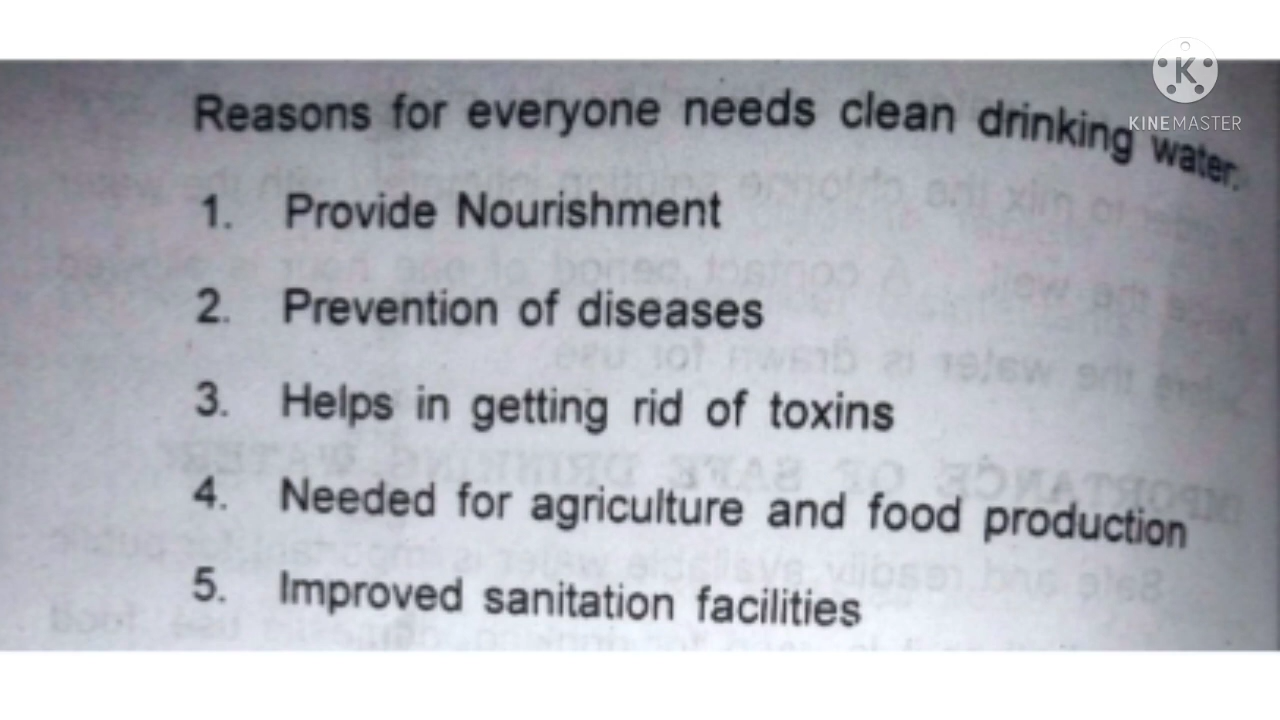 KINEMASTER
Reasons for everyone needs clean drinking water.
1. Provide Nourishment
2. Prevention of diseases
3. Helps in getting rid of toxins
4. Needed for agriculture and food production
5. Improved sanitation facilities